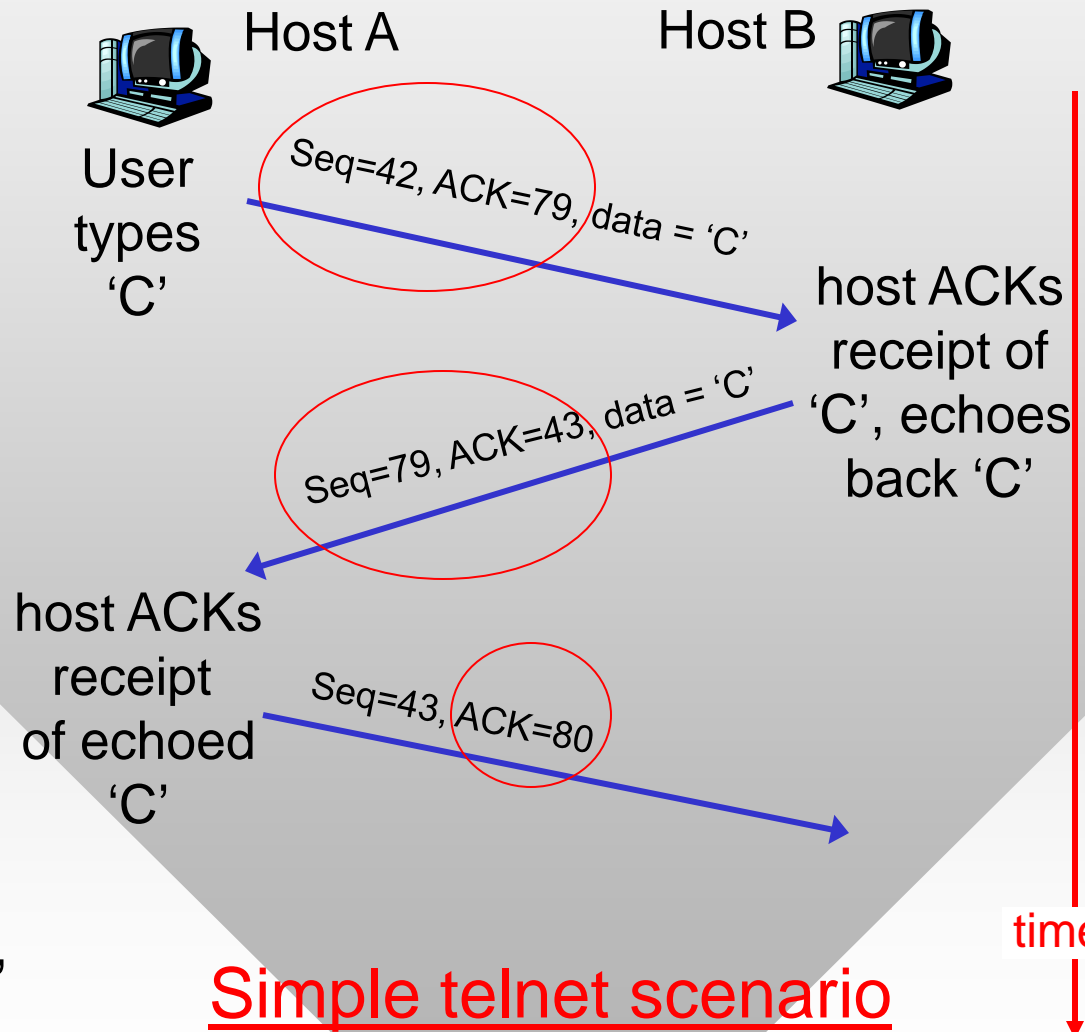 Host A
Host B
User
types
‘C’
Seq=42, ACK=79, data = ‘C’
host ACKs
receipt of
‘C’, echoes
back ‘C’
Seq=79, ACK=43, data = ‘C’
host ACKs
receipt
of echoed
‘C’
Seq=43, ACK=80
time
,
Simple telnet scenario